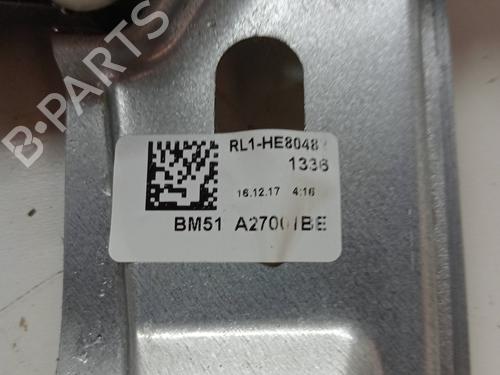 B-PARTS
RL1-HE8048
1336
16.12.17 4:16
BM51 A27001BE